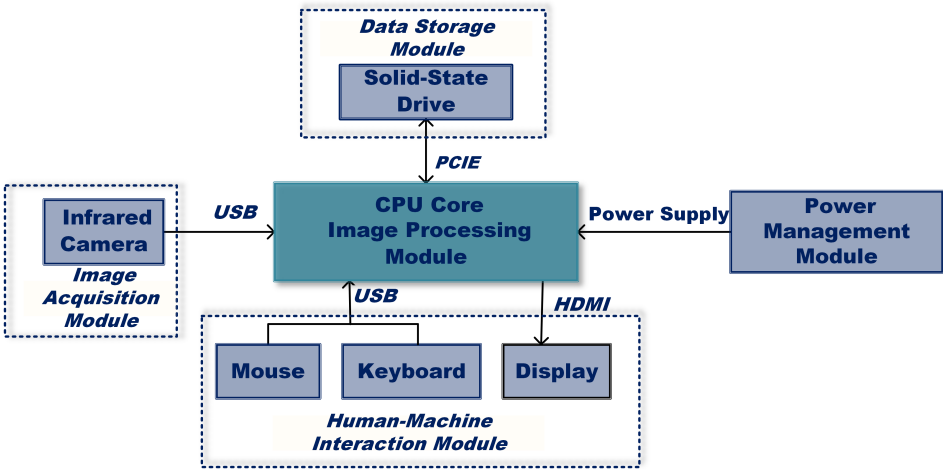 Data Storage
Module
Solid-State
Drive
PCIE
Infrared
Camera
Image
Acquisition
Module
USB
CPU Core
Image Processing
Module
Power Supply
Power
Management
Module
USB
HDMI
Mouse
Keyboard
Display
Human-Machine
Interaction Module